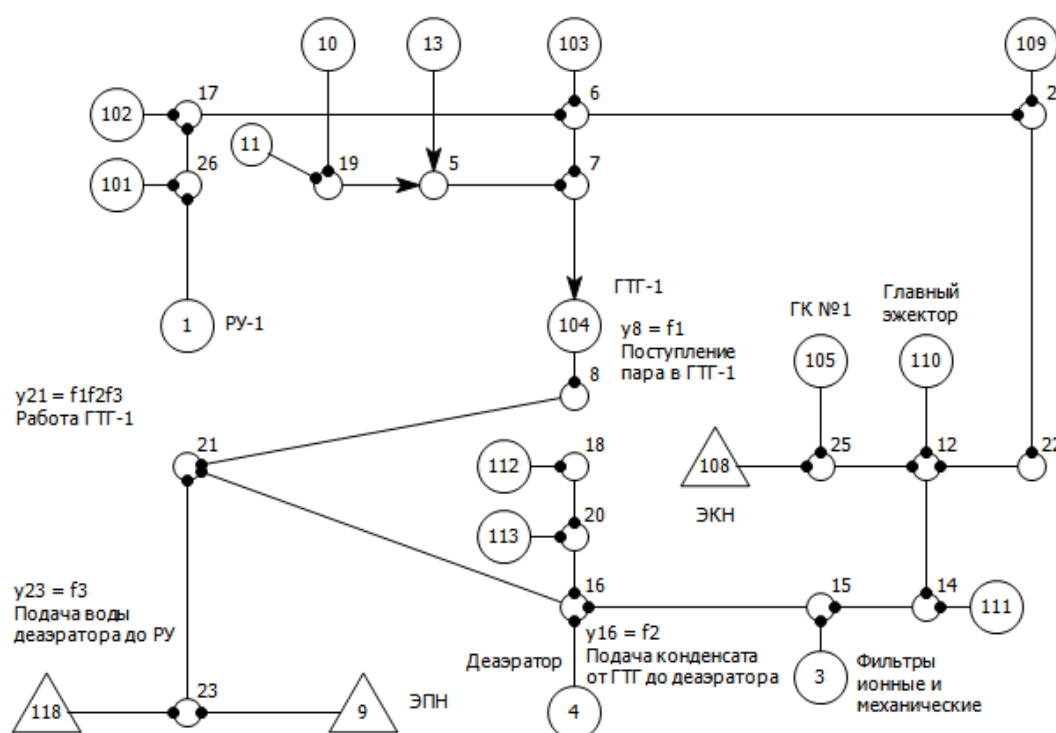 10
13
103
109
17
6
2
102
11
26
19
5
7
101
1
РУ-1
ГТГ-1
104
y8 = f1
Поступление
пара в ГТГ-1
8
ГК №1
Главный
эжектор
105
110
y21 = f1f2f3
Работа ГТГ-1
21
112
18
108
25
12
22
ЭКН
113
20
y23 = f3
Подача воды
деаэратора до РУ
16
15
14
111
y16 = f2
Подача конденсата
от ГТГ до деаэратора
Деаэратор
4
3
Фильтры
ионные и
механические
118
23
9
ЭПН